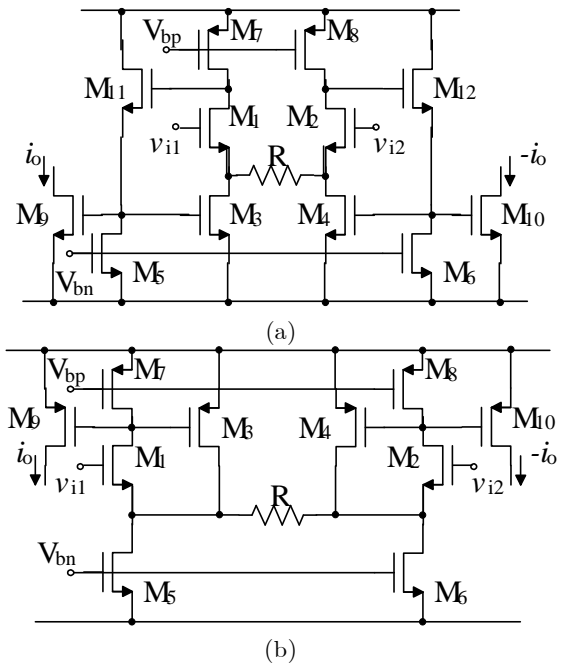 Vbp M7 M8
M11 M12
M1 M2
vi1 R vi2
io -io
M9 M3 M4 M10
Vbn M5 M6
(a)
Vbp M7 M8
M9 M3 M4 M10
io M1 M2 -io
vi1 R vi2
Vbn
M5 M6
(b)